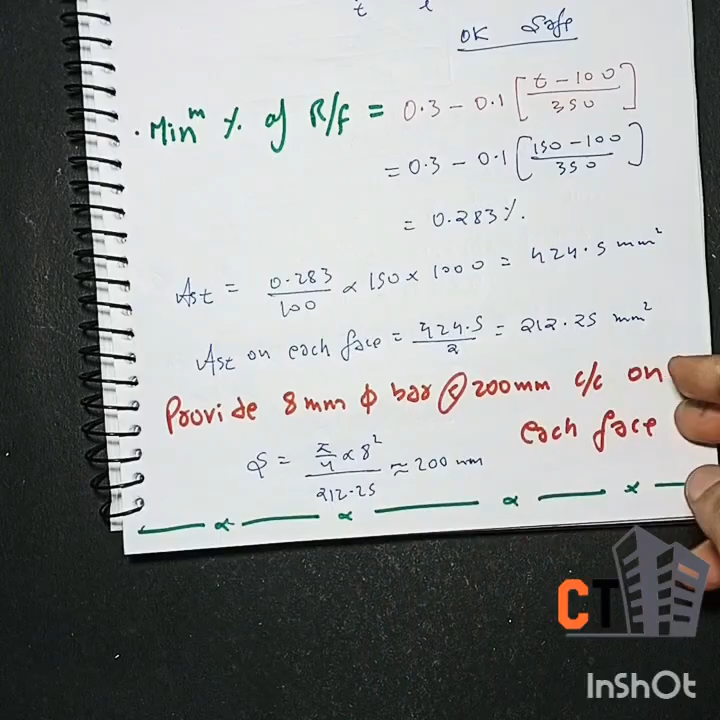 t l
OK Safe
. Min^m % of R/f = 0.3 - 0.1 [(t - 100)/350]
= 0.3 - 0.1 [(150 - 100)/350]
= 0.283 %.
Ast = 0.283/100 × 150 × 1000 = 424.5 mm²
Ast on each face = 424.5/2 = 212.25 mm²
Provide 8 mm ϕ bar @ 200 mm c/c on
each face
S = (π/4 × 8²)/212.25 ≈ 200 mm
CT
InShOt